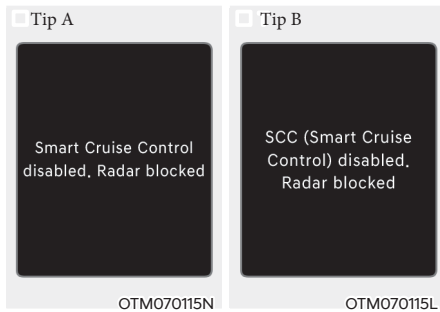 Tip A
Smart Cruise Control
disabled. Radar blocked
OTM070115N
Tip B
SCC (Smart Cruise
Control) disabled.
Radar blocked
OTM070115L